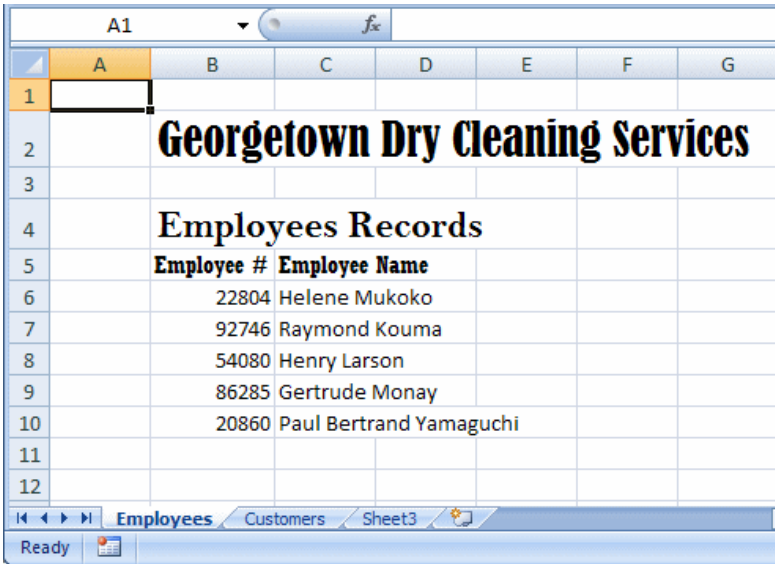 A1 fx
A B C D E F G
1
2 Georgetown Dry Cleaning Services
3
4 Employees Records
5 Employee # Employee Name
6 22804 Helene Mukoko
7 92746 Raymond Kouma
8 54080 Henry Larson
9 86285 Gertrude Monay
10 20860 Paul Bertrand Yamaguchi
11
12
Employees Customers Sheet3
Ready